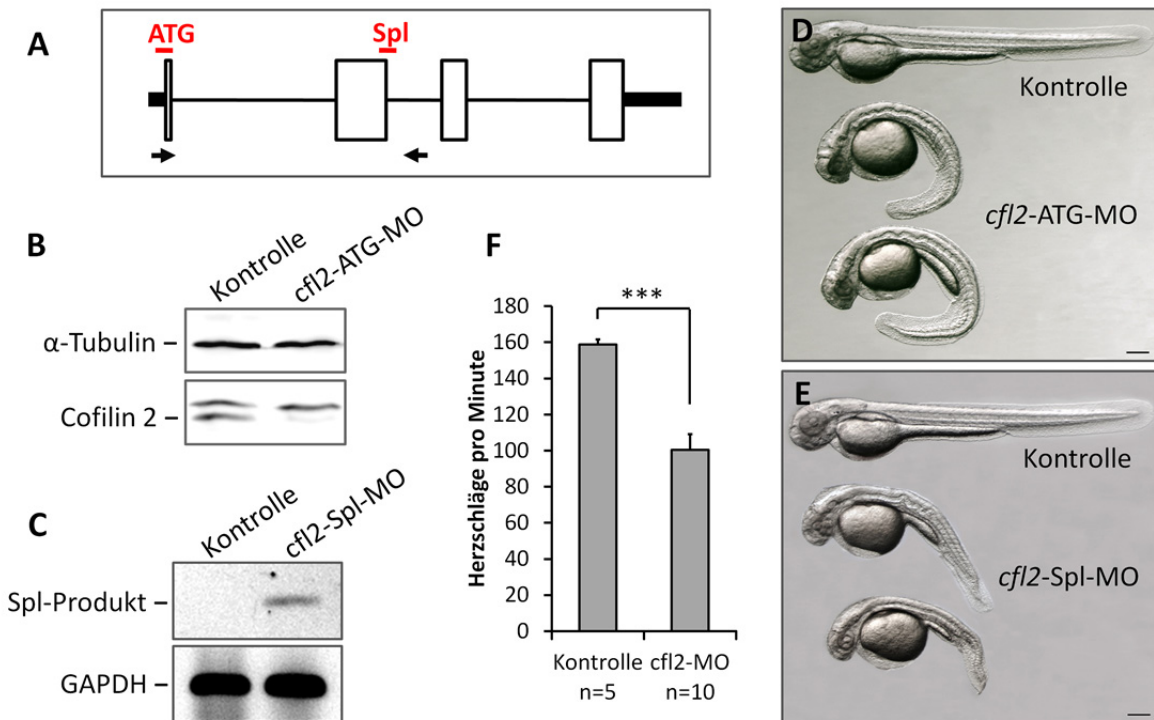 A
ATG
Spl
B
Kontrolle
cfl2-ATG-MO
α-Tubulin
Cofilin 2
C
Kontrolle
cfl2-Spl-MO
Spl-Produkt
GAPDH
F
***
Herzschläge pro Minute
180
160
140
120
100
80
60
40
20
0
Kontrolle cfl2-MO
n=5 n=10
D
Kontrolle
cfl2-ATG-MO
E
Kontrolle
cfl2-Spl-MO